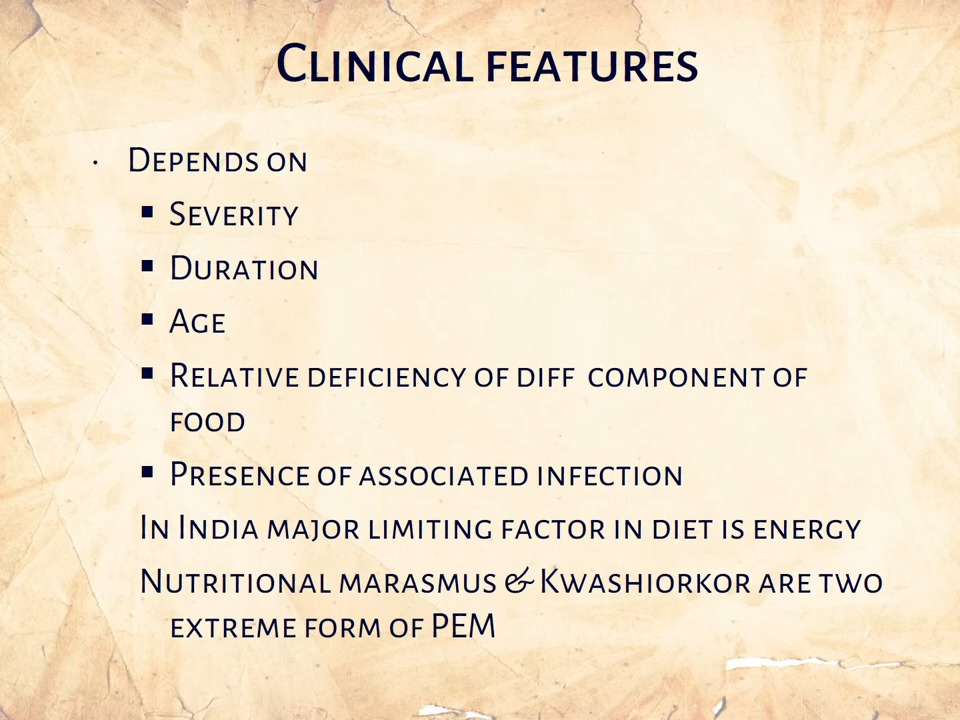 Clinical features
· Depends on
▪ Severity
▪ Duration
▪ Age
▪ Relative deficiency of diff component of
food
▪ Presence of associated infection
In India major limiting factor in diet is energy
Nutritional marasmus & Kwashiorkor are two
extreme form of PEM